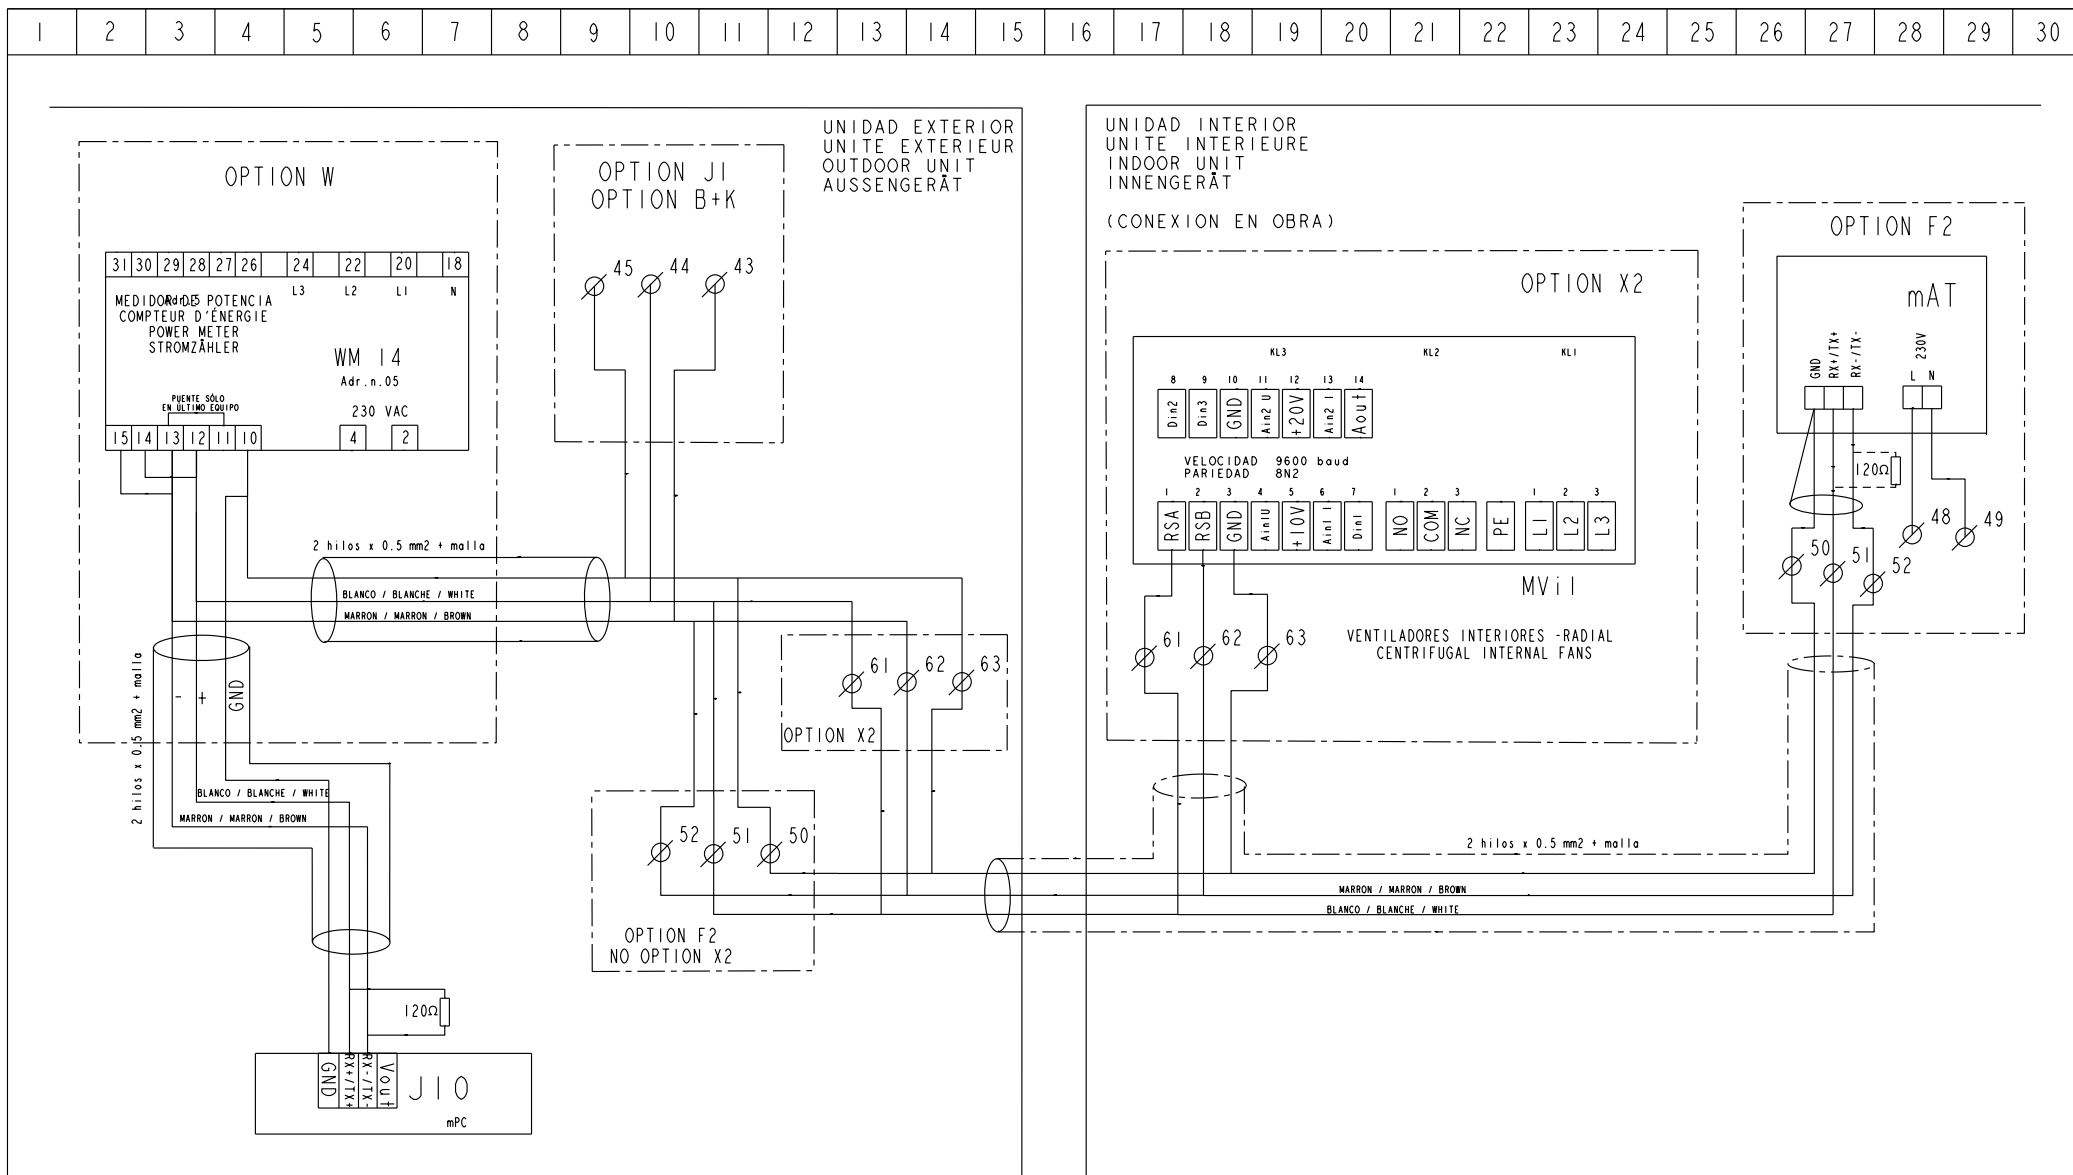 1 2 3 4 5 6 7 8 9 10 11 12 13 14 15 16 17 18 19 20 21 22 23 24 25 26 27 28 29 30
UNIDAD EXTERIOR
UNITE EXTERIEUR
OUTDOOR UNIT
AUSSENGERÄT
OPTION W
31 30 29 28 27 26 24 22 20 18
L3 L2 L1 N
Adr.5
MEDIDOR DE POTENCIA
COMPTEUR D'ÉNERGIE
POWER METER
STROMZÄHLER
WM 14
Adr.n.05
PUENTE SÓLO
EN ÚLTIMO EQUIPO
230 VAC
15 14 13 12 11 10 4 2
OPTION J1
OPTION B+K
45 44 43
2 hilos x 0.5 mm2 + malla
BLANCO / BLANCHE / WHITE
MARRON / MARRON / BROWN
2 hilos x 0.5 mm2 + malla
- + GND
BLANCO / BLANCHE / WHITE
MARRON / MARRON / BROWN
61 62 63
OPTION X2
52 51 50
OPTION F2
NO OPTION X2
120Ω
GND RX+/TX+ RX-/TX- Vout
J10
mPC
UNIDAD INTERIOR
UNITE INTERIEURE
INDOOR UNIT
INNENGERÄT
(CONEXION EN OBRA)
OPTION X2
KL3 KL2 KL1
8 9 10 11 12 13 14
Din2 Din3 GND Ain2 U +20V Ain2 I Aout
VELOCIDAD 9600 baud
PARIEDAD 8N2
1 2 3 4 5 6 7 1 2 3 1 2 3
RSA RSB GND Ain1U +10V Ain1 I Din1 NO COM NC PE L1 L2 L3
MVi1
61 62 63
VENTILADORES INTERIORES -RADIAL
CENTRIFUGAL INTERNAL FANS
OPTION F2
mAT
GND RX+/TX+ RX-/TX- 230V
L N
120Ω
48 49
50 51 52
2 hilos x 0.5 mm2 + malla
MARRON / MARRON / BROWN
BLANCO / BLANCHE / WHITE